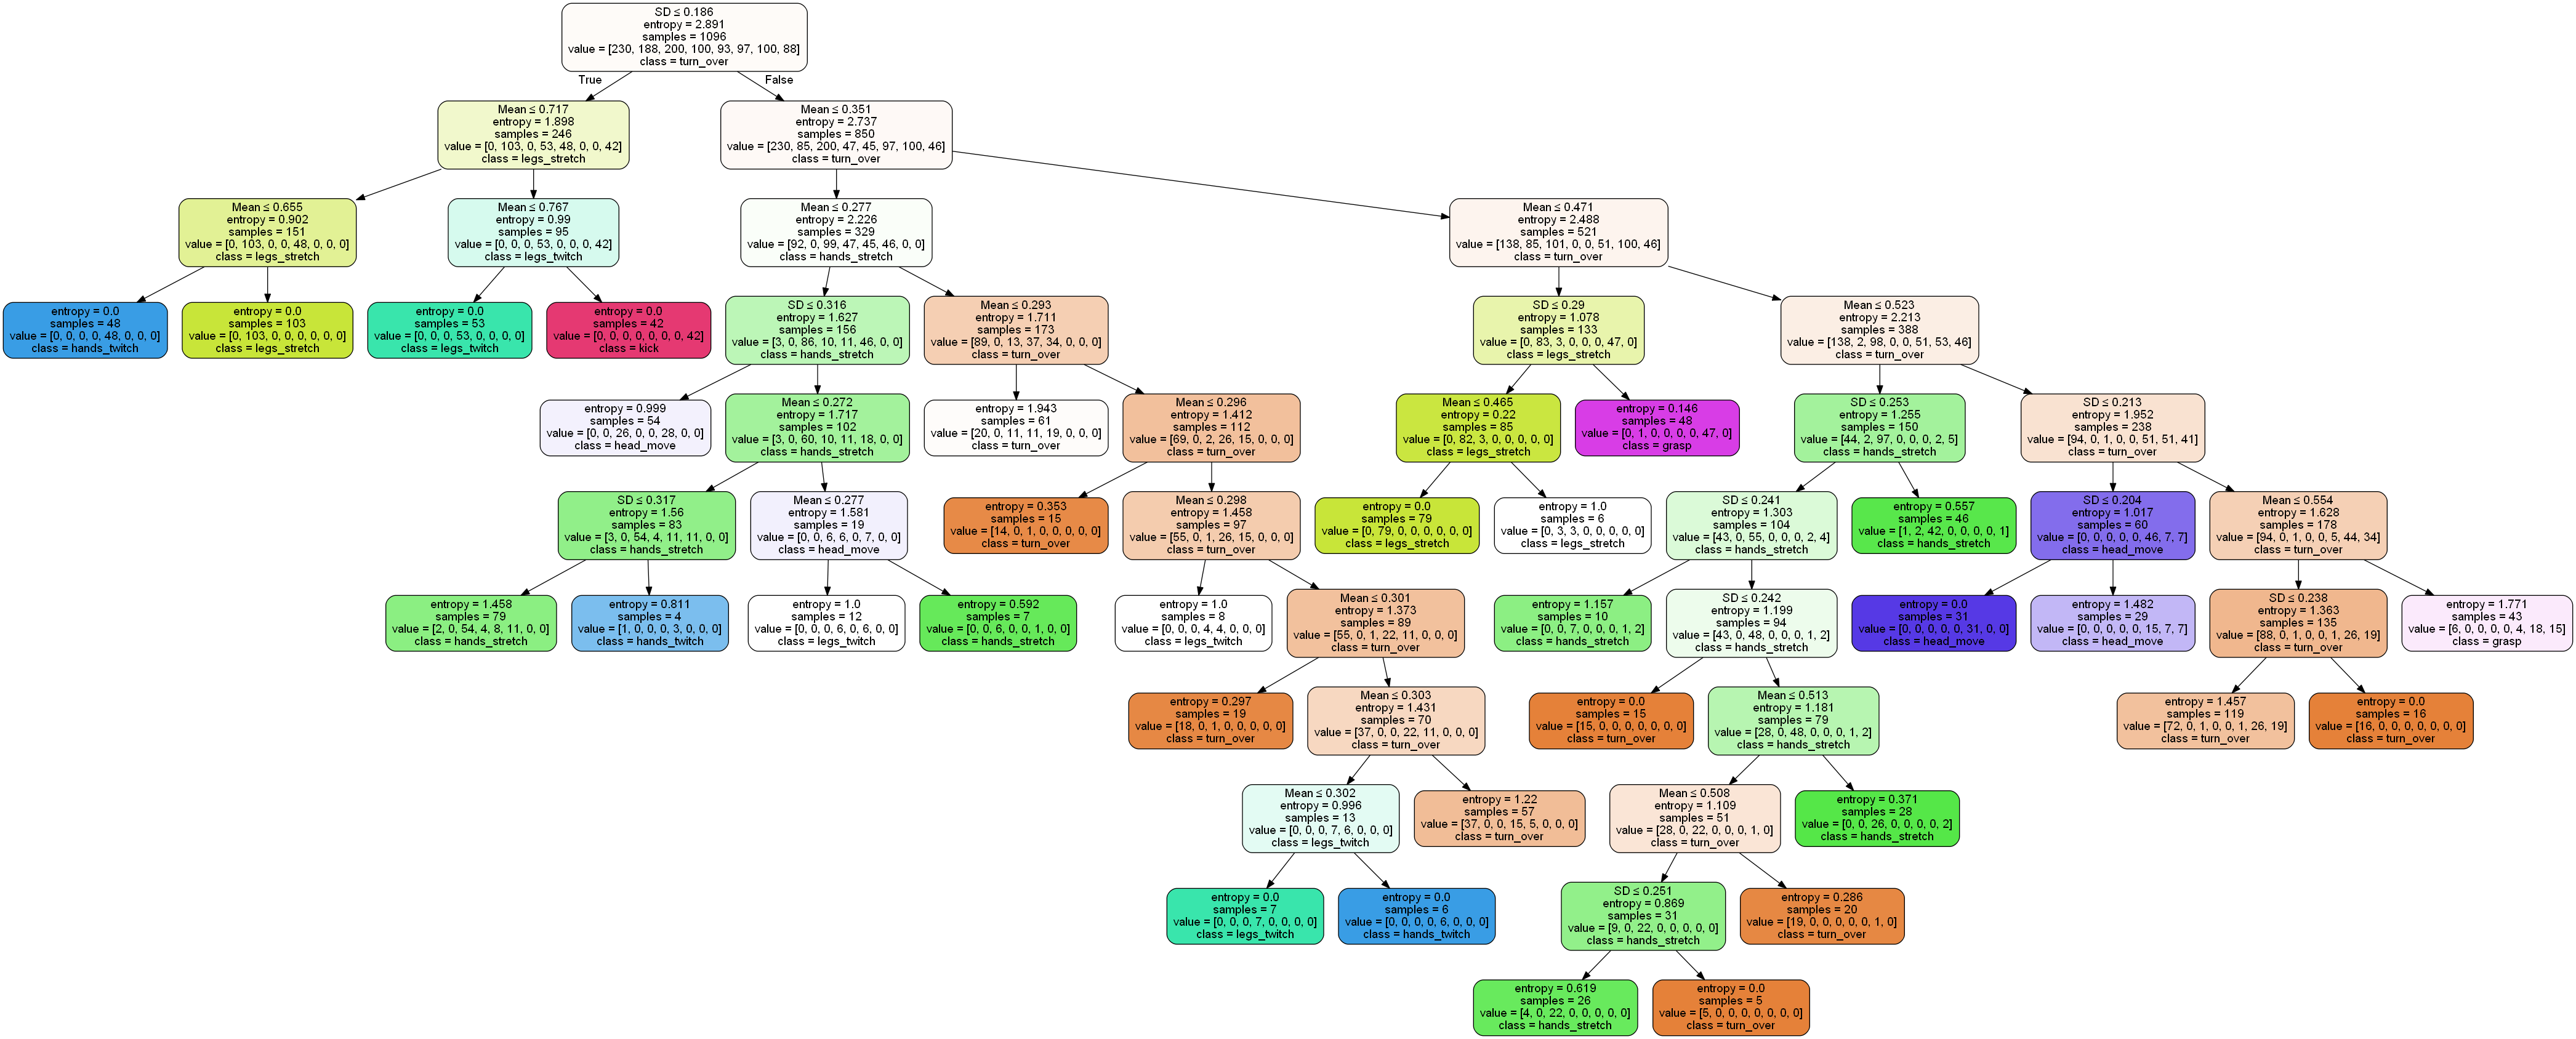 SD ≤ 0.186
entropy = 2.891
samples = 1096
value = [230, 188, 200, 100, 93, 97, 100, 88]
class = turn_over
True
False
Mean ≤ 0.717
entropy = 1.898
samples = 246
value = [0, 103, 0, 53, 48, 0, 0, 42]
class = legs_stretch
Mean ≤ 0.351
entropy = 2.737
samples = 850
value = [230, 85, 200, 47, 45, 97, 100, 46]
class = turn_over
Mean ≤ 0.655
entropy = 0.902
samples = 151
value = [0, 103, 0, 0, 48, 0, 0, 0]
class = legs_stretch
Mean ≤ 0.767
entropy = 0.99
samples = 95
value = [0, 0, 0, 53, 0, 0, 0, 42]
class = legs_twitch
Mean ≤ 0.277
entropy = 2.226
samples = 329
value = [92, 0, 99, 47, 45, 46, 0, 0]
class = hands_stretch
Mean ≤ 0.471
entropy = 2.488
samples = 521
value = [138, 85, 101, 0, 0, 51, 100, 46]
class = turn_over
entropy = 0.0
samples = 48
value = [0, 0, 0, 0, 48, 0, 0, 0]
class = hands_twitch
entropy = 0.0
samples = 103
value = [0, 103, 0, 0, 0, 0, 0, 0]
class = legs_stretch
entropy = 0.0
samples = 53
value = [0, 0, 0, 53, 0, 0, 0, 0]
class = legs_twitch
entropy = 0.0
samples = 42
value = [0, 0, 0, 0, 0, 0, 0, 42]
class = kick
SD ≤ 0.316
entropy = 1.627
samples = 156
value = [3, 0, 86, 10, 11, 46, 0, 0]
class = hands_stretch
Mean ≤ 0.293
entropy = 1.711
samples = 173
value = [89, 0, 13, 37, 34, 0, 0, 0]
class = turn_over
SD ≤ 0.29
entropy = 1.078
samples = 133
value = [0, 83, 3, 0, 0, 0, 47, 0]
class = legs_stretch
Mean ≤ 0.523
entropy = 2.213
samples = 388
value = [138, 2, 98, 0, 0, 51, 53, 46]
class = turn_over
entropy = 0.999
samples = 54
value = [0, 0, 26, 0, 0, 28, 0, 0]
class = head_move
Mean ≤ 0.272
entropy = 1.717
samples = 102
value = [3, 0, 60, 10, 11, 18, 0, 0]
class = hands_stretch
entropy = 1.943
samples = 61
value = [20, 0, 11, 11, 19, 0, 0, 0]
class = turn_over
Mean ≤ 0.296
entropy = 1.412
samples = 112
value = [69, 0, 2, 26, 15, 0, 0, 0]
class = turn_over
Mean ≤ 0.465
entropy = 0.22
samples = 85
value = [0, 82, 3, 0, 0, 0, 0, 0]
class = legs_stretch
entropy = 0.146
samples = 48
value = [0, 1, 0, 0, 0, 0, 47, 0]
class = grasp
SD ≤ 0.253
entropy = 1.255
samples = 150
value = [44, 2, 97, 0, 0, 0, 2, 5]
class = hands_stretch
SD ≤ 0.213
entropy = 1.952
samples = 238
value = [94, 0, 1, 0, 0, 51, 51, 41]
class = turn_over
SD ≤ 0.317
entropy = 1.56
samples = 83
value = [3, 0, 54, 4, 11, 11, 0, 0]
class = hands_stretch
Mean ≤ 0.277
entropy = 1.581
samples = 19
value = [0, 0, 6, 6, 0, 7, 0, 0]
class = head_move
entropy = 0.353
samples = 15
value = [14, 0, 1, 0, 0, 0, 0, 0]
class = turn_over
Mean ≤ 0.298
entropy = 1.458
samples = 97
value = [55, 0, 1, 26, 15, 0, 0, 0]
class = turn_over
entropy = 0.0
samples = 79
value = [0, 79, 0, 0, 0, 0, 0, 0]
class = legs_stretch
entropy = 1.0
samples = 6
value = [0, 3, 3, 0, 0, 0, 0, 0]
class = legs_stretch
SD ≤ 0.241
entropy = 1.303
samples = 104
value = [43, 0, 55, 0, 0, 0, 2, 4]
class = hands_stretch
entropy = 0.557
samples = 46
value = [1, 2, 42, 0, 0, 0, 0, 1]
class = hands_stretch
SD ≤ 0.204
entropy = 1.017
samples = 60
value = [0, 0, 0, 0, 0, 46, 7, 7]
class = head_move
Mean ≤ 0.554
entropy = 1.628
samples = 178
value = [94, 0, 1, 0, 0, 5, 44, 34]
class = turn_over
entropy = 1.458
samples = 79
value = [2, 0, 54, 4, 8, 11, 0, 0]
class = hands_stretch
entropy = 0.811
samples = 4
value = [1, 0, 0, 0, 3, 0, 0, 0]
class = hands_twitch
entropy = 1.0
samples = 12
value = [0, 0, 0, 6, 0, 6, 0, 0]
class = legs_twitch
entropy = 0.592
samples = 7
value = [0, 0, 6, 0, 0, 1, 0, 0]
class = hands_stretch
entropy = 1.0
samples = 8
value = [0, 0, 0, 4, 4, 0, 0, 0]
class = legs_twitch
Mean ≤ 0.301
entropy = 1.373
samples = 89
value = [55, 0, 1, 22, 11, 0, 0, 0]
class = turn_over
entropy = 1.157
samples = 10
value = [0, 0, 7, 0, 0, 0, 1, 2]
class = hands_stretch
SD ≤ 0.242
entropy = 1.199
samples = 94
value = [43, 0, 48, 0, 0, 0, 1, 2]
class = hands_stretch
entropy = 0.0
samples = 31
value = [0, 0, 0, 0, 0, 31, 0, 0]
class = head_move
entropy = 1.482
samples = 29
value = [0, 0, 0, 0, 0, 15, 7, 7]
class = head_move
SD ≤ 0.238
entropy = 1.363
samples = 135
value = [88, 0, 1, 0, 0, 1, 26, 19]
class = turn_over
entropy = 1.771
samples = 43
value = [6, 0, 0, 0, 0, 4, 18, 15]
class = grasp
entropy = 0.297
samples = 19
value = [18, 0, 1, 0, 0, 0, 0, 0]
class = turn_over
Mean ≤ 0.303
entropy = 1.431
samples = 70
value = [37, 0, 0, 22, 11, 0, 0, 0]
class = turn_over
entropy = 0.0
samples = 15
value = [15, 0, 0, 0, 0, 0, 0, 0]
class = turn_over
Mean ≤ 0.513
entropy = 1.181
samples = 79
value = [28, 0, 48, 0, 0, 0, 1, 2]
class = hands_stretch
entropy = 1.457
samples = 119
value = [72, 0, 1, 0, 0, 1, 26, 19]
class = turn_over
entropy = 0.0
samples = 16
value = [16, 0, 0, 0, 0, 0, 0, 0]
class = turn_over
Mean ≤ 0.302
entropy = 0.996
samples = 13
value = [0, 0, 0, 7, 6, 0, 0, 0]
class = legs_twitch
entropy = 1.22
samples = 57
value = [37, 0, 0, 15, 5, 0, 0, 0]
class = turn_over
Mean ≤ 0.508
entropy = 1.109
samples = 51
value = [28, 0, 22, 0, 0, 0, 1, 0]
class = turn_over
entropy = 0.371
samples = 28
value = [0, 0, 26, 0, 0, 0, 0, 2]
class = hands_stretch
entropy = 0.0
samples = 7
value = [0, 0, 0, 7, 0, 0, 0, 0]
class = legs_twitch
entropy = 0.0
samples = 6
value = [0, 0, 0, 0, 6, 0, 0, 0]
class = hands_twitch
SD ≤ 0.251
entropy = 0.869
samples = 31
value = [9, 0, 22, 0, 0, 0, 0, 0]
class = hands_stretch
entropy = 0.286
samples = 20
value = [19, 0, 0, 0, 0, 0, 1, 0]
class = turn_over
entropy = 0.619
samples = 26
value = [4, 0, 22, 0, 0, 0, 0, 0]
class = hands_stretch
entropy = 0.0
samples = 5
value = [5, 0, 0, 0, 0, 0, 0, 0]
class = turn_over